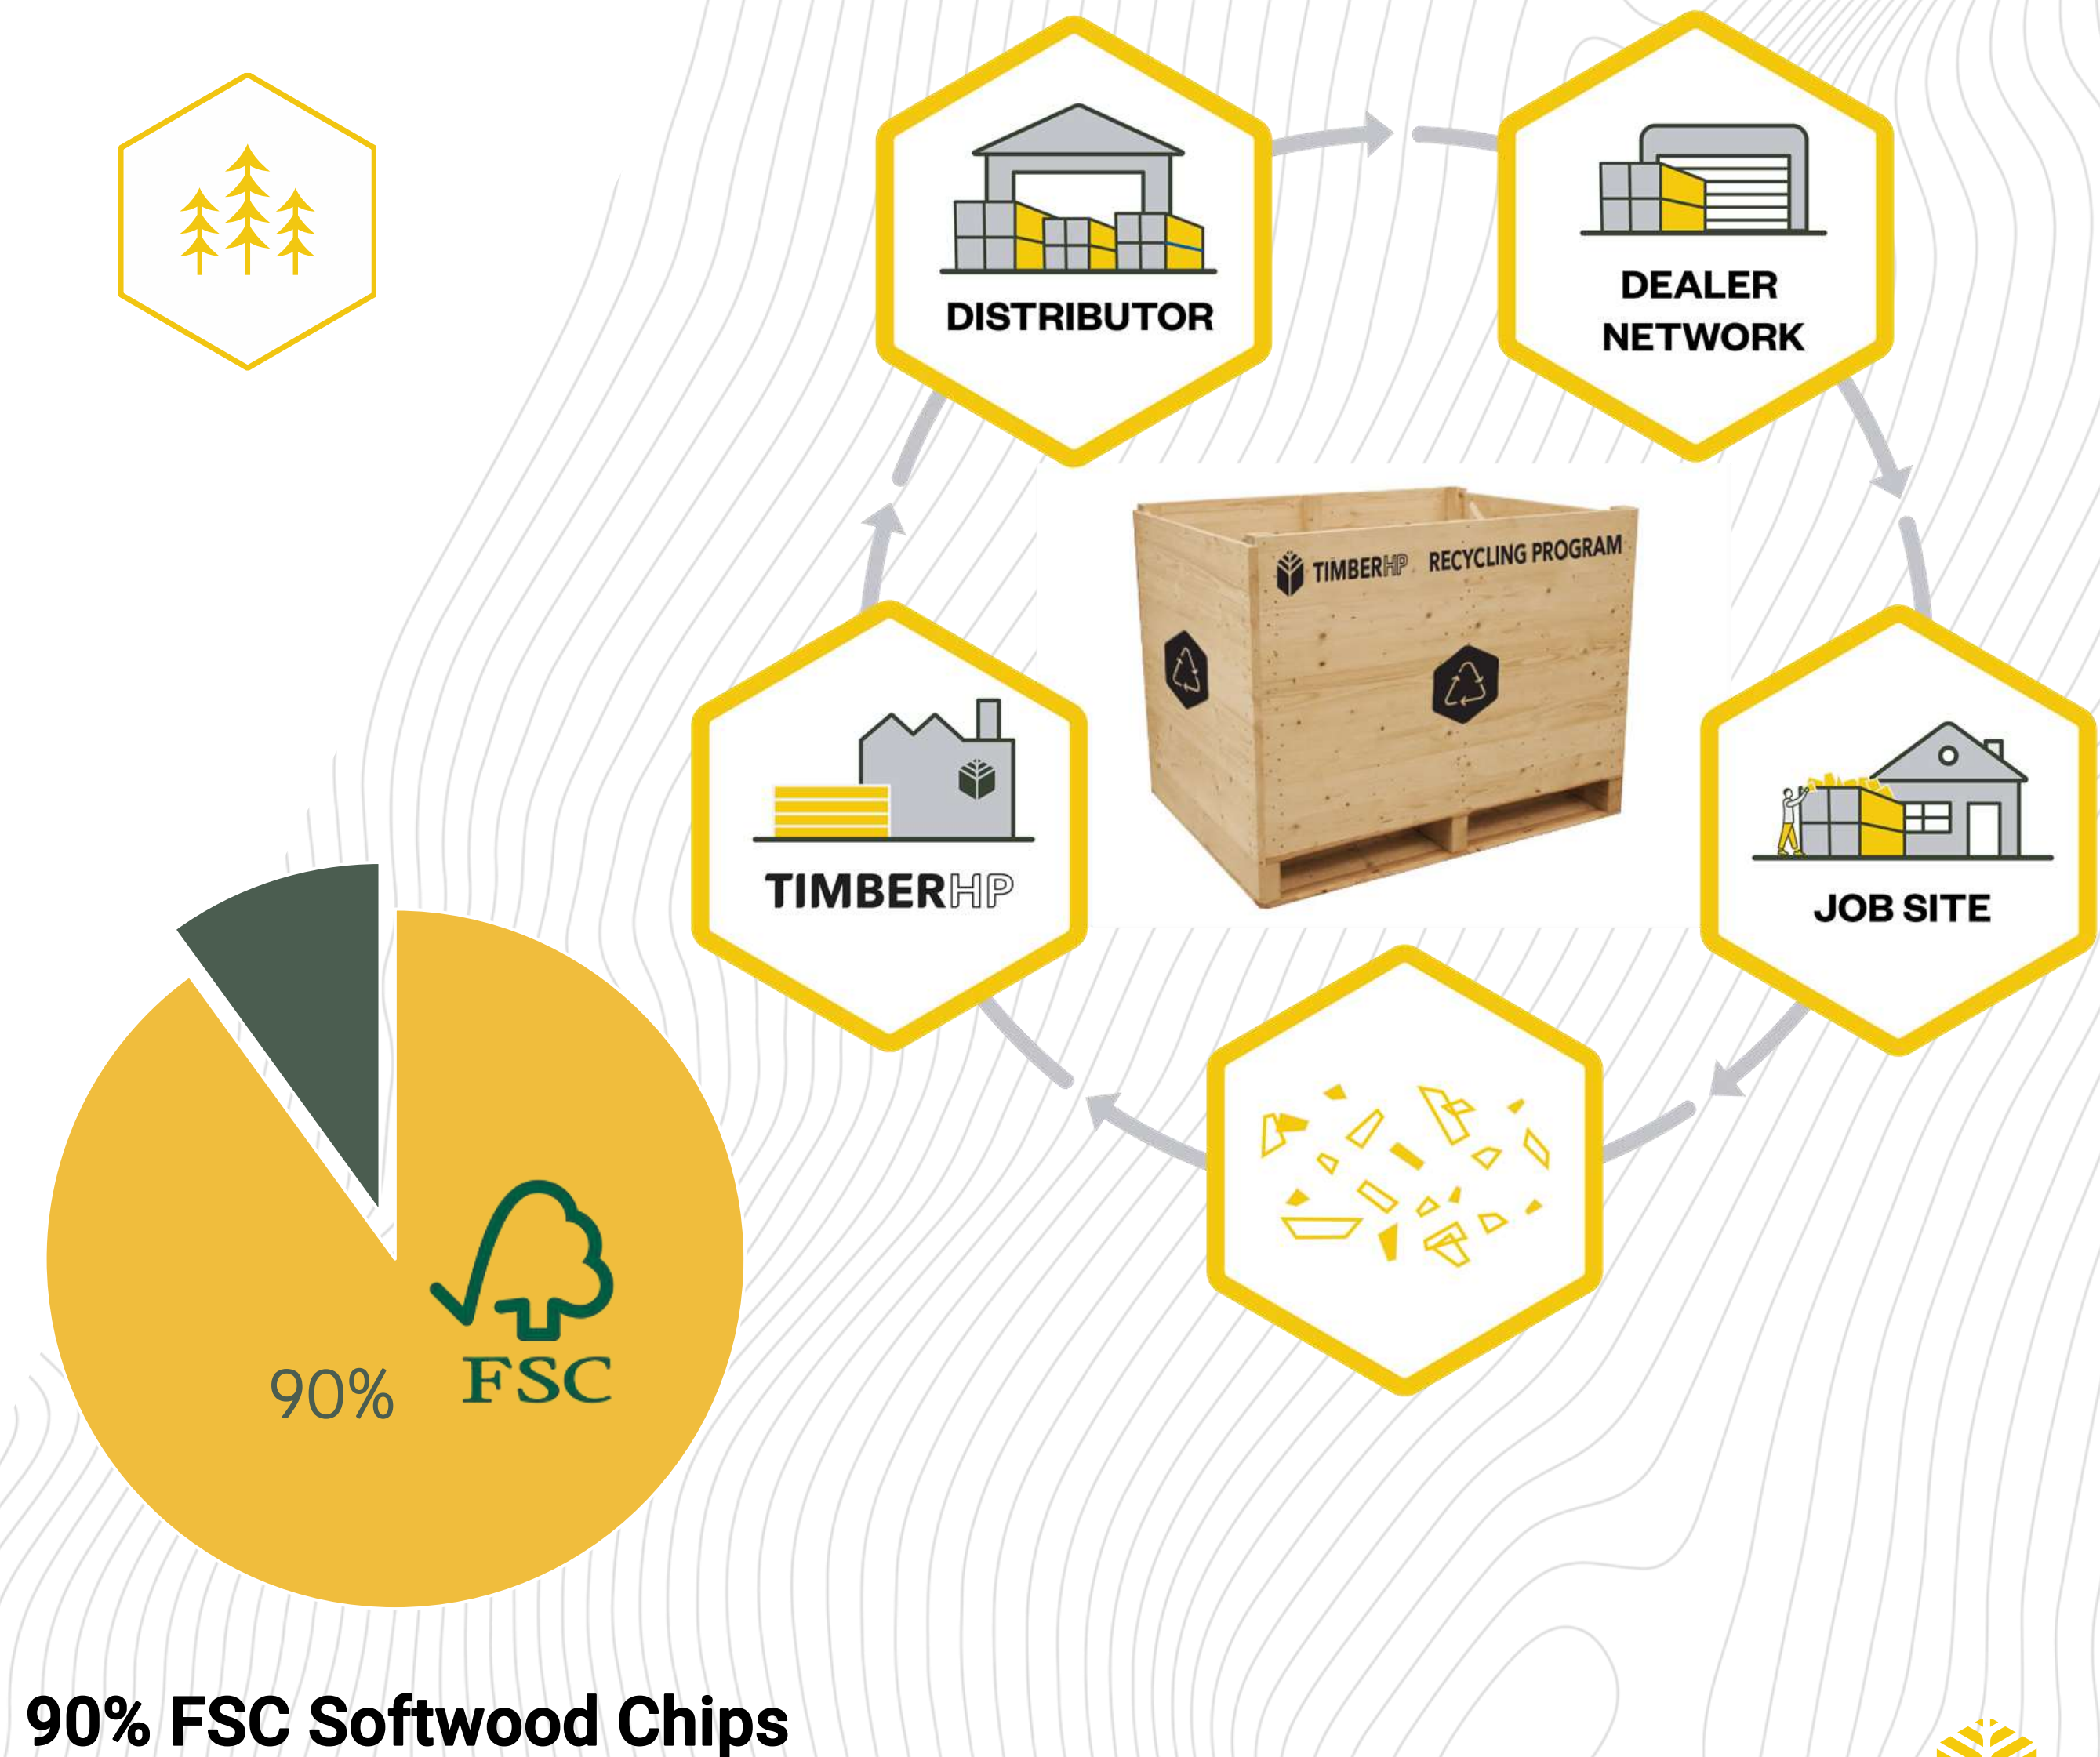 DISTRIBUTOR
DEALER
NETWORK
TIMBERHP RECYCLING PROGRAM
TIMBERHP
JOB SITE
90%
FSC
90% FSC Softwood Chips